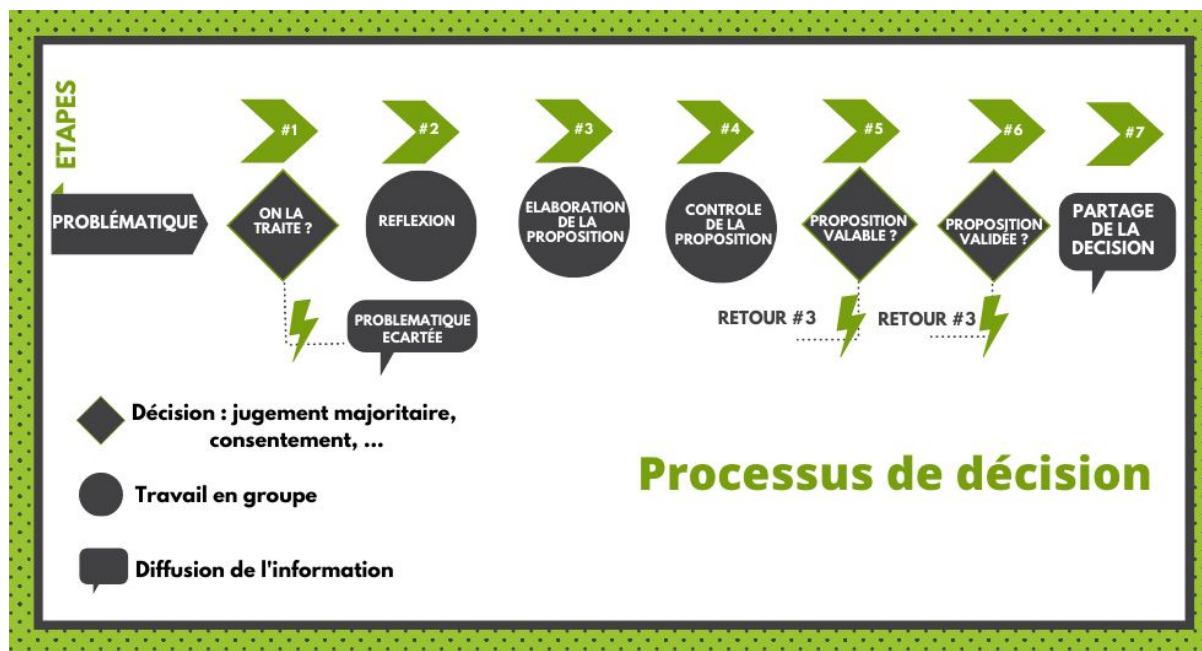 ETAPES
#1
#2
#3
#4
#5
#6
#7
PROBLÉMATIQUE
ON LA
TRAITE ?
REFLEXION
ELABORATION
DE LA
PROPOSITION
CONTROLE
DE LA
PROPOSITION
PROPOSITION
VALABLE ?
PROPOSITION
VALIDÉE ?
PARTAGE
DE LA
DECISION
PROBLEMATIQUE
ECARTÉE
RETOUR #3
RETOUR #3
Décision : jugement majoritaire,
consentement, ...
Travail en groupe
Diffusion de l'information
Processus de décision